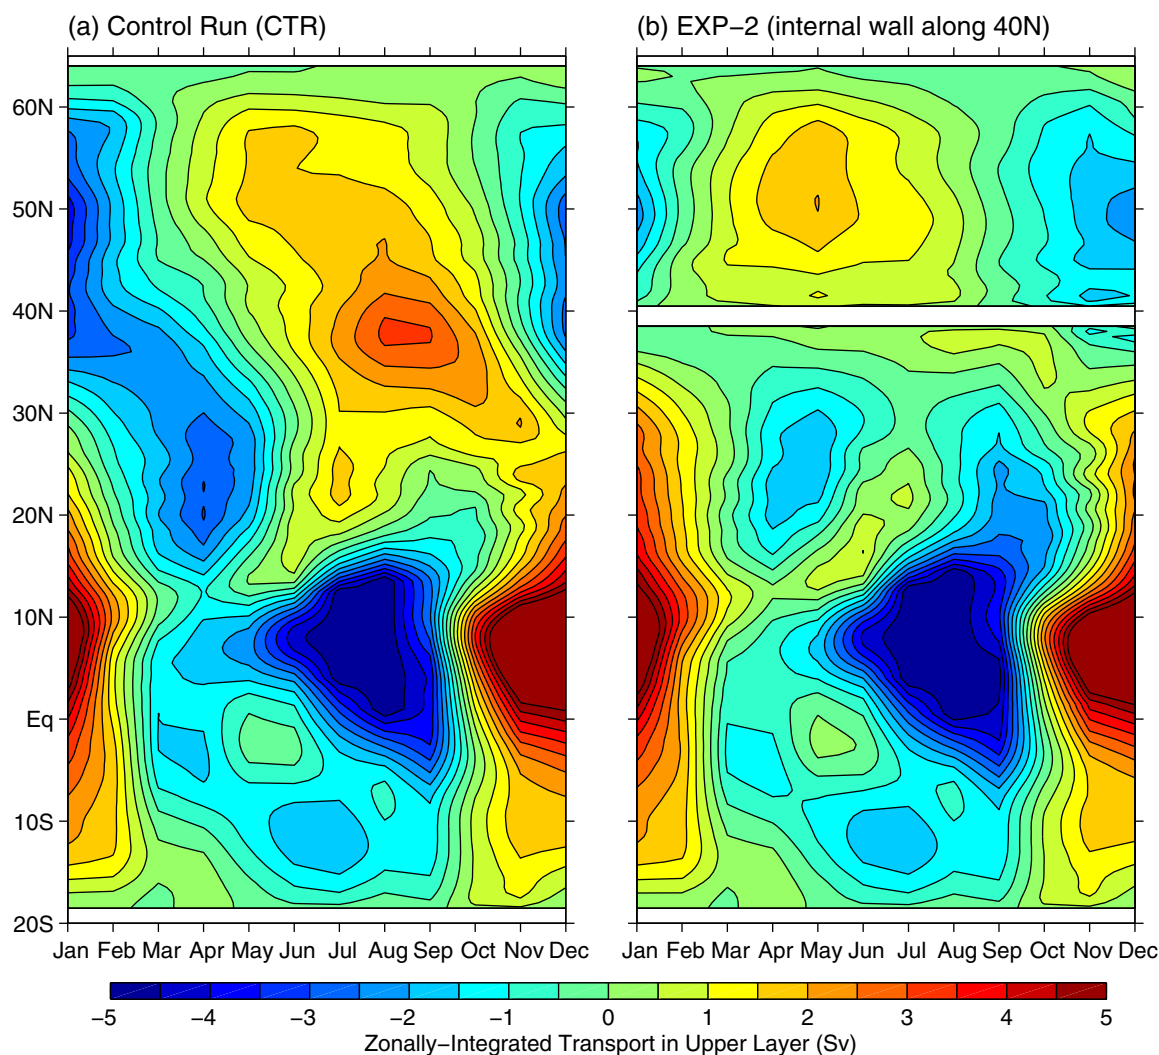 (a) Control Run (CTR)
(b) EXP−2 (internal wall along 40N)
60N
50N
40N
30N
20N
10N
Eq
10S
20S
Jan Feb Mar Apr May Jun Jul Aug Sep Oct Nov Dec
Jan Feb Mar Apr May Jun Jul Aug Sep Oct Nov Dec
−5 −4 −3 −2 −1 0 1 2 3 4 5
Zonally−Integrated Transport in Upper Layer (Sv)